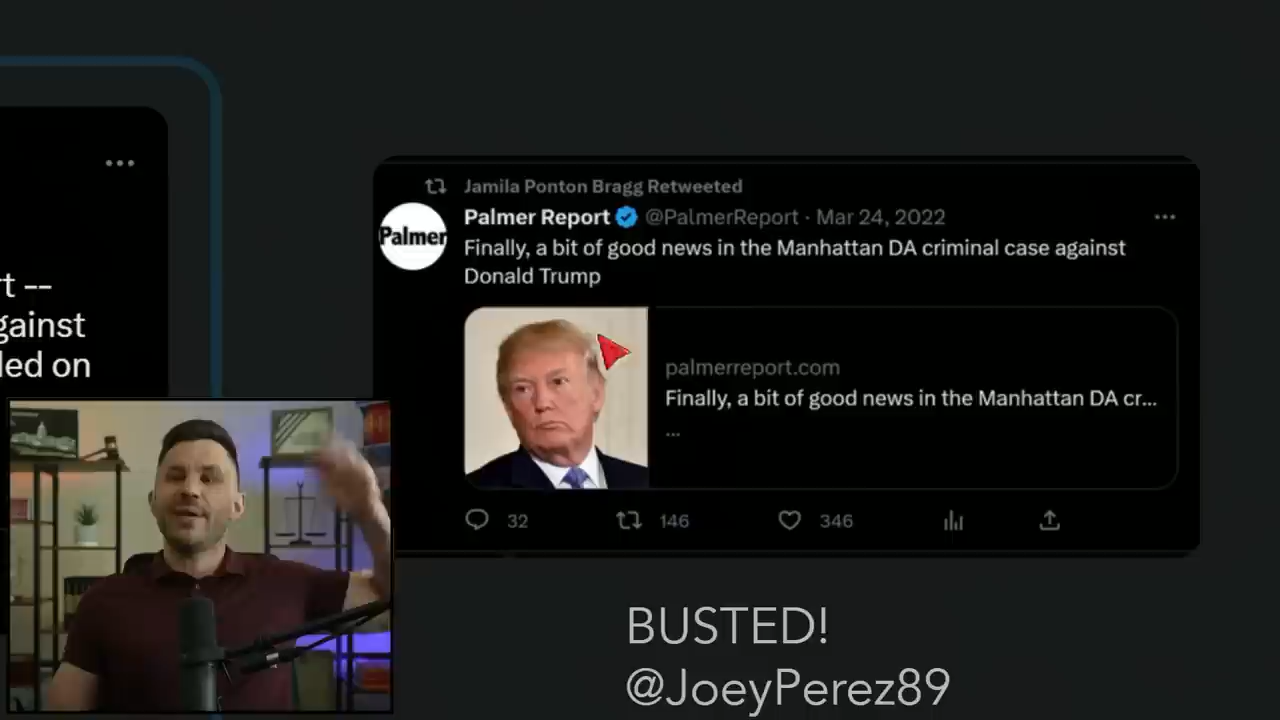 t --
gainst
led on
Jamila Ponton Bragg Retweeted
Palmer
Palmer Report @PalmerReport · Mar 24, 2022
Finally, a bit of good news in the Manhattan DA criminal case against
Donald Trump
palmerreport.com
Finally, a bit of good news in the Manhattan DA cr...
...
32 146 346
BUSTED!
@JoeyPerez89